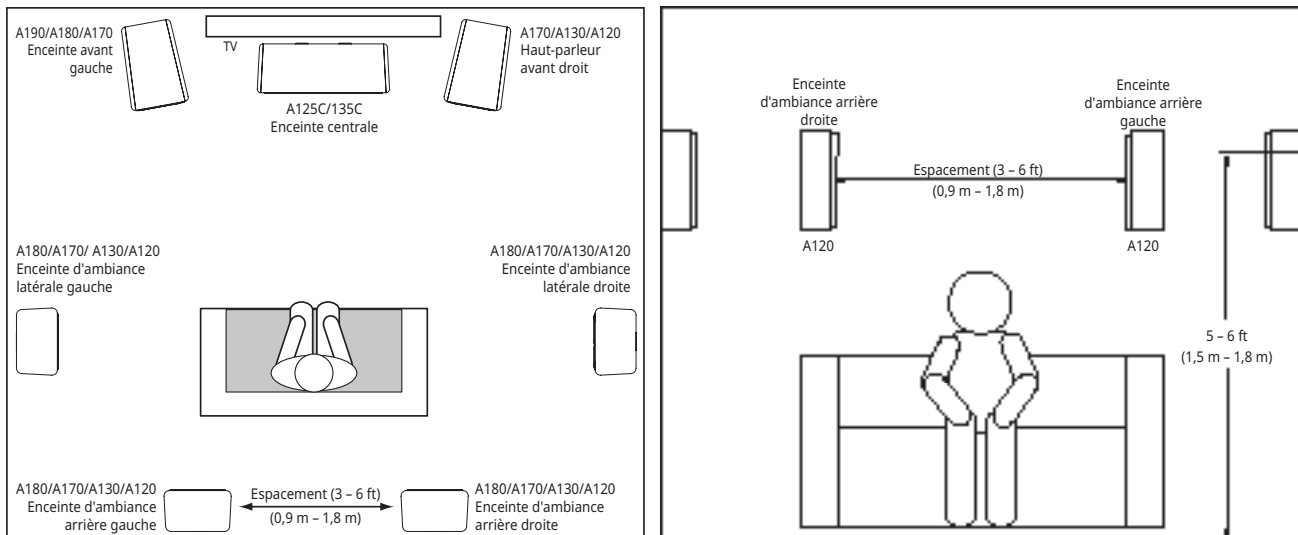 A190/A180/A170
Enceinte avant
gauche
TV
A170/A130/A120
Haut-parleur
avant droit
A125C/135C
Enceinte centrale
A180/A170/ A130/A120
Enceinte d'ambiance
latérale gauche
A180/A170/A130/A120
Enceinte d'ambiance
latérale droite
A180/A170/A130/A120
Enceinte d'ambiance
arrière gauche
Espacement (3 – 6 ft)
(0,9 m – 1,8 m)
A180/A170/A130/A120
Enceinte d'ambiance
arrière droite
Enceinte
d'ambiance arrière
droite
Enceinte
d'ambiance arrière
gauche
Espacement (3 – 6 ft)
(0,9 m – 1,8 m)
A120
A120
5 – 6 ft
(1,5 m – 1,8 m)